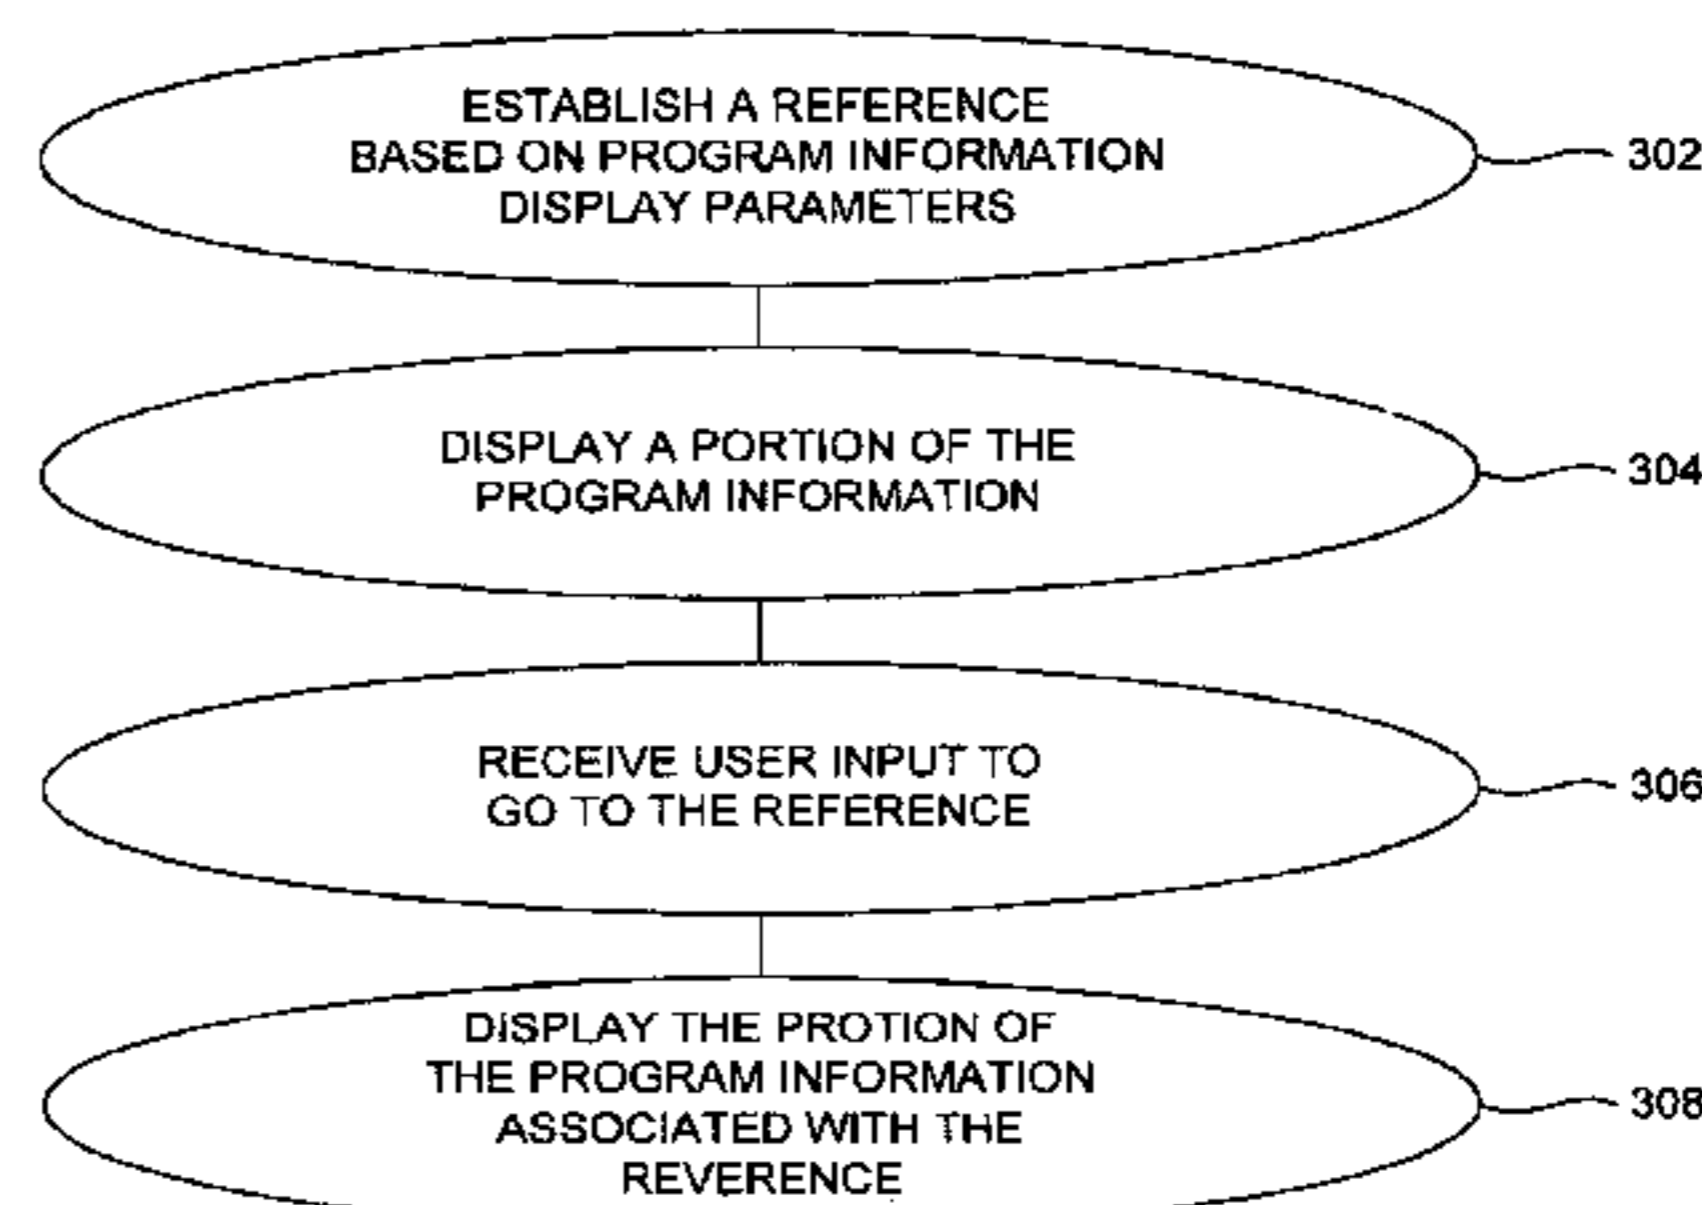 ESTABLISH A REFERENCE
BASED ON PROGRAM INFORMATION
DISPLAY PARAMETERS
302
DISPLAY A PORTION OF THE
PROGRAM INFORMATION
304
RECEIVE USER INPUT TO
GO TO THE REFERENCE
306
DISPLAY THE PROTION OF
THE PROGRAM INFORMATION
ASSOCIATED WITH THE
REVERENCE
308